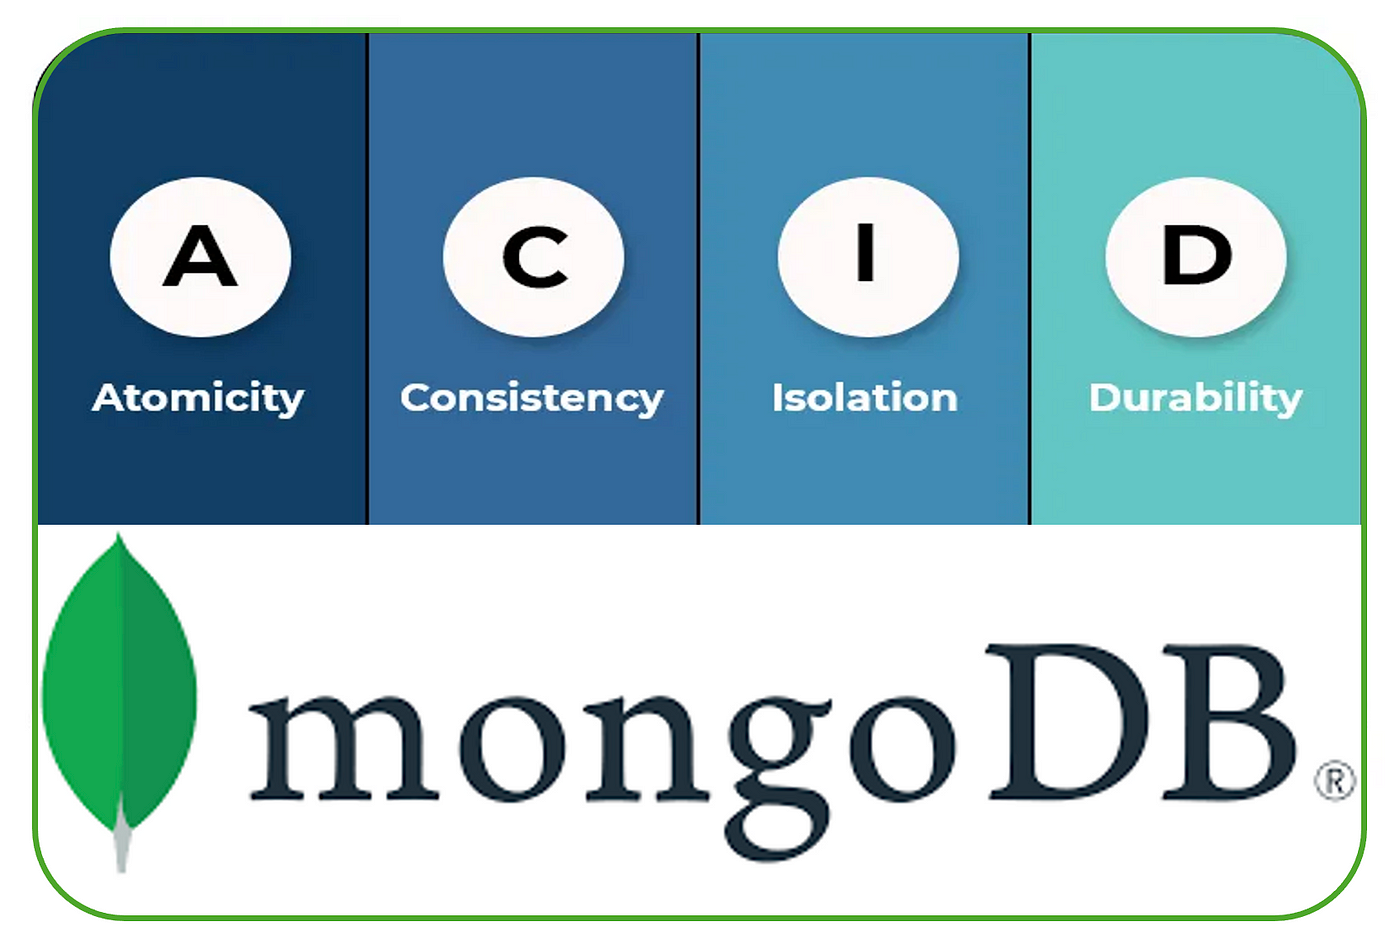 A C I D
Atomicity Consistency Isolation Durability
mongoDB®